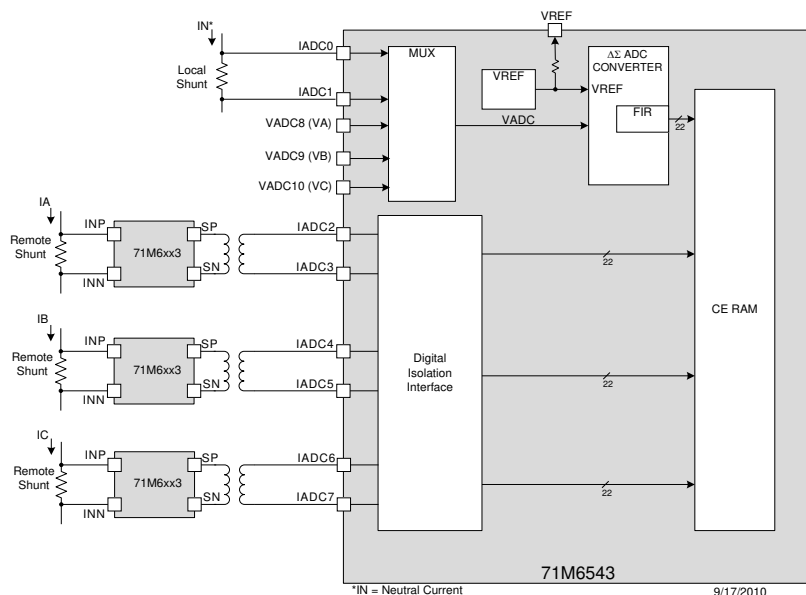 VREF
IN*
IADC0
MUX
ΔΣ ADC
CONVERTER
VREF
VREF
Local
Shunt
IADC1
FIR
VADC8 (VA)
VADC
22
VADC9 (VB)
VADC10 (VC)
IA
INP
SP
IADC2
Remote
Shunt
71M6xx3
22
SN
IADC3
INN
CE RAM
IB
INP
SP
IADC4
Remote
Shunt
71M6xx3
Digital
Isolation
Interface
22
SN
IADC5
INN
IC
INP
SP
IADC6
Remote
Shunt
71M6xx3
22
SN
IADC7
INN
71M6543
*IN = Neutral Current
9/17/2010